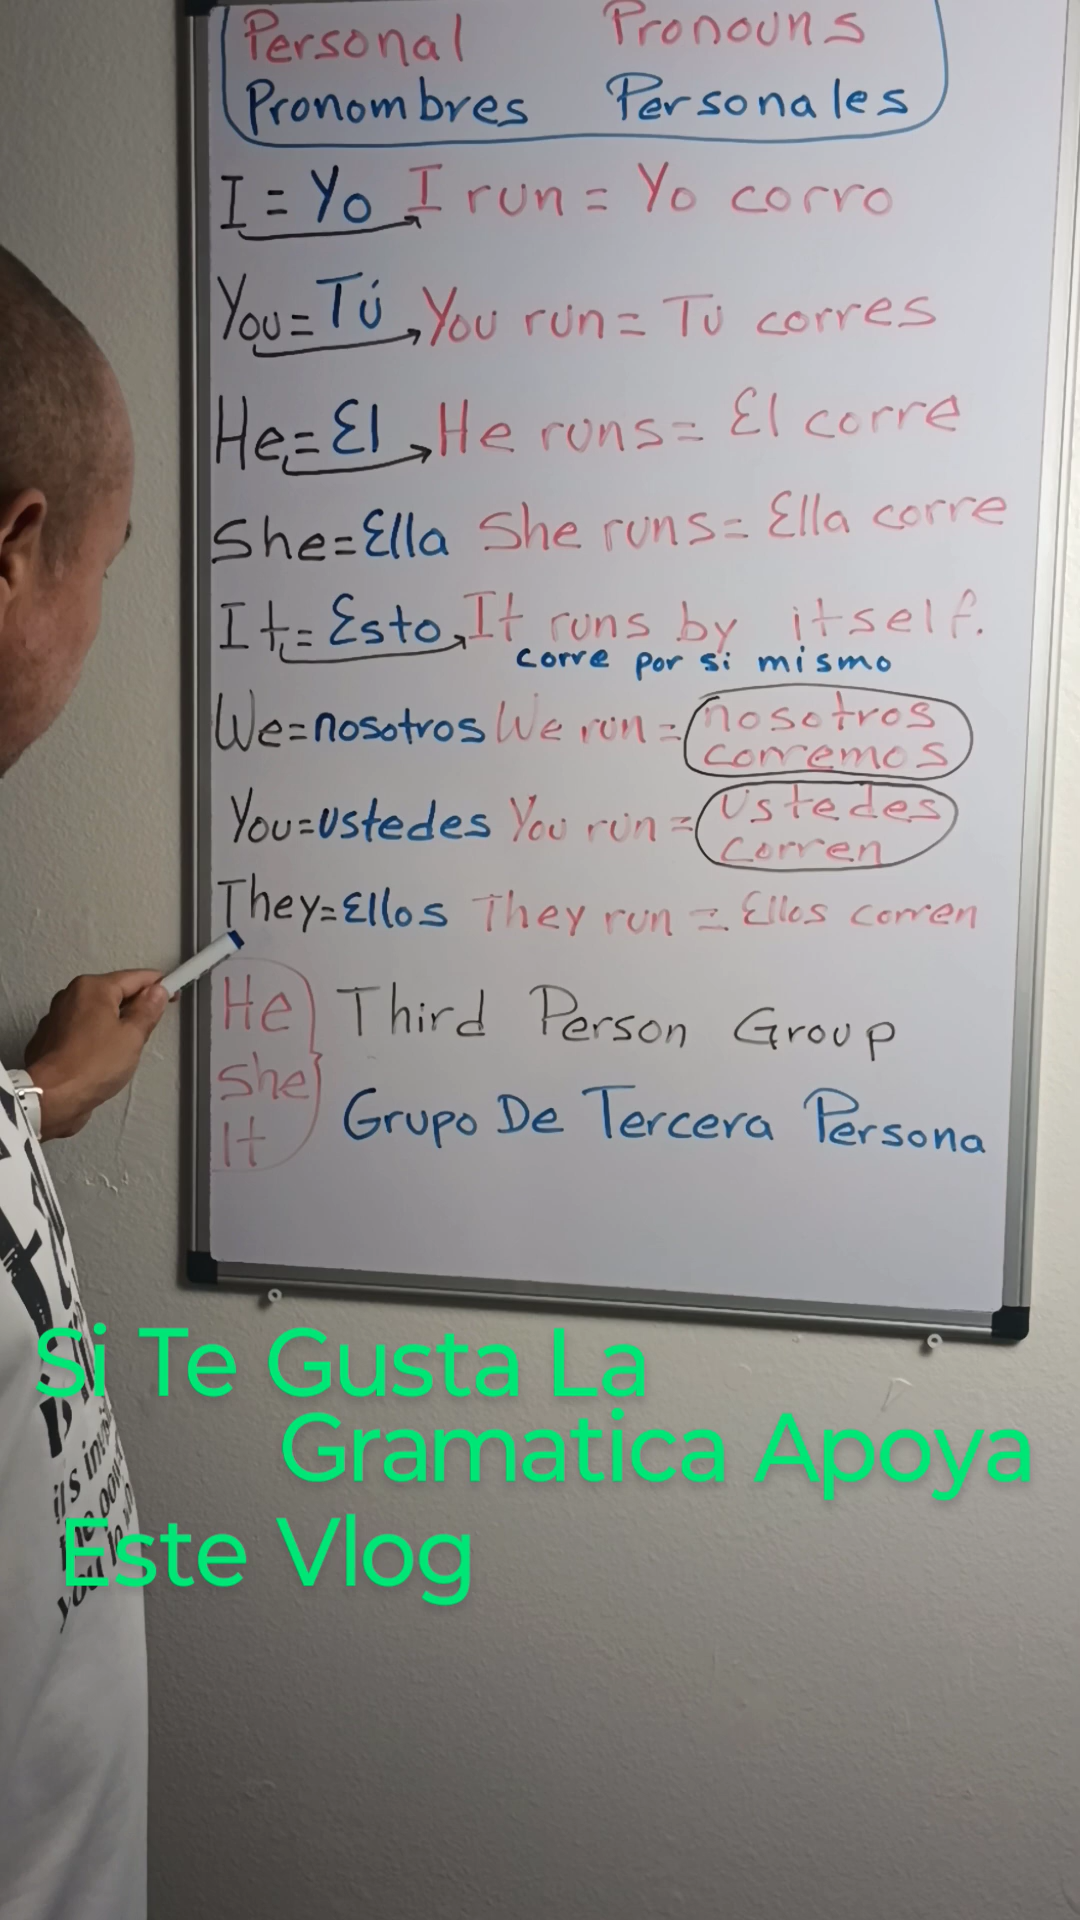 Personal Pronouns
Pronombres Personales
I = Yo I run = Yo corro
You = Tú You run = Tu corres
He = El He runs = El corre
She = Ella She runs = Ella corre
It = Esto It runs by itself.
corre por si mismo
We = nosotros We run = nosotros
corremos
You = ustedes You run = Ustedes
corren
They = Ellos They run = Ellos corren
He Third Person Group
She
It Grupo De Tercera Persona
Si Te Gusta La
Gramatica Apoya
Este Vlog